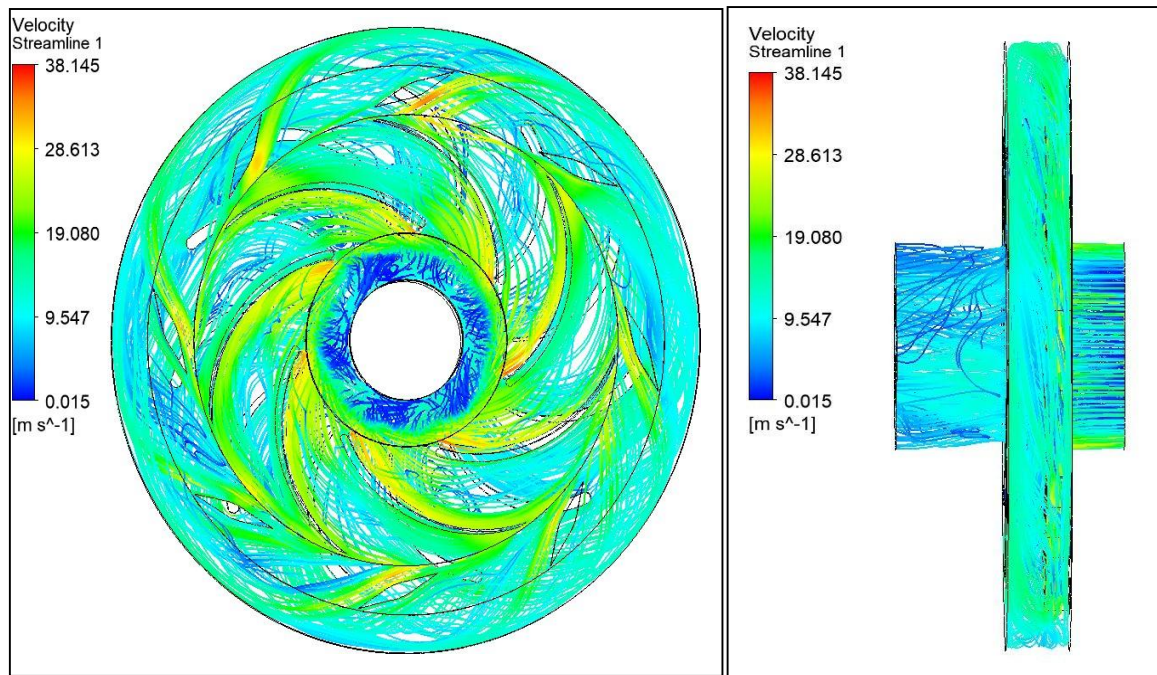 Velocity
Streamline 1
38.145
28.613
19.080
9.547
0.015
[m s^-1]
Velocity
Streamline 1
38.145
28.613
19.080
9.547
0.015
[m s^-1]